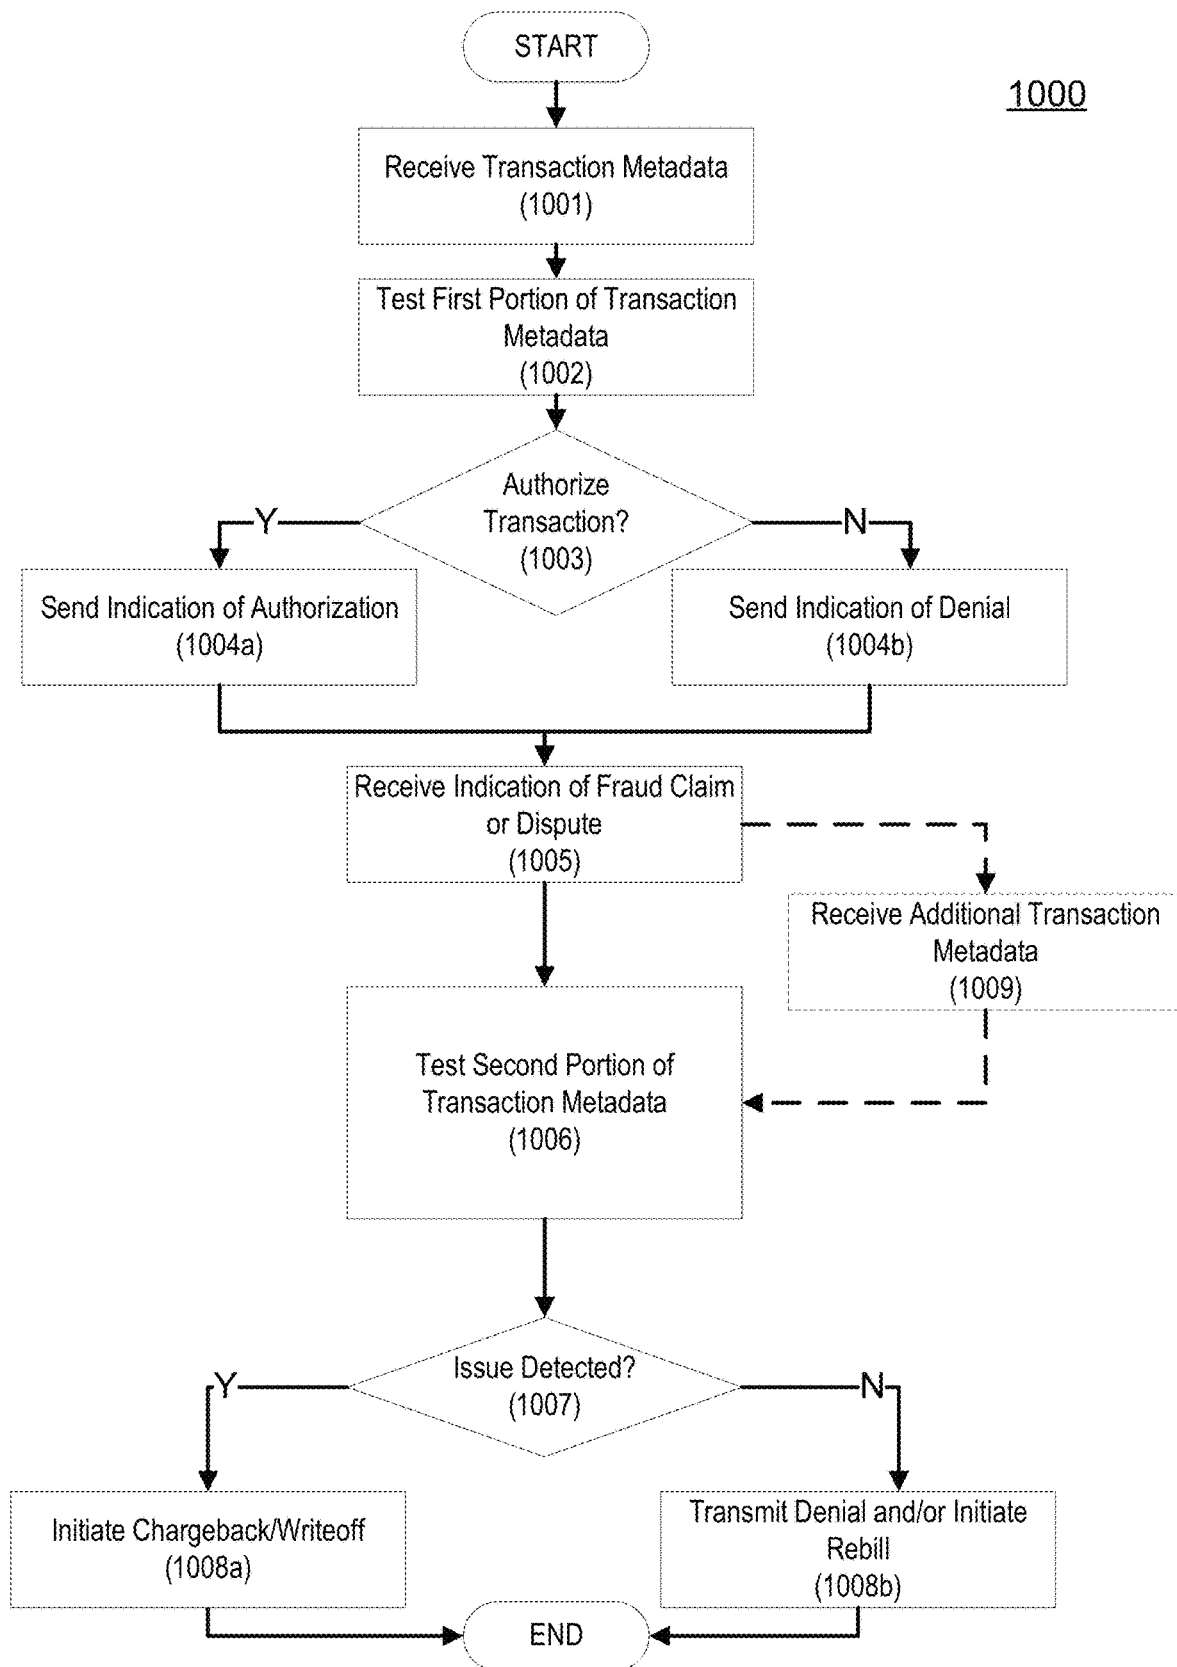 START
1000
Receive Transaction Metadata
(1001)
Test First Portion of Transaction
Metadata
(1002)
Authorize
Transaction?
(1003)
Y
N
Send Indication of Authorization
(1004a)
Send Indication of Denial
(1004b)
Receive Indication of Fraud Claim
or Dispute
(1005)
Receive Additional Transaction
Metadata
(1009)
Test Second Portion of
Transaction Metadata
(1006)
Issue Detected?
(1007)
Y
N
Initiate Chargeback/Writeoff
(1008a)
Transmit Denial and/or Initiate
Rebill
(1008b)
END